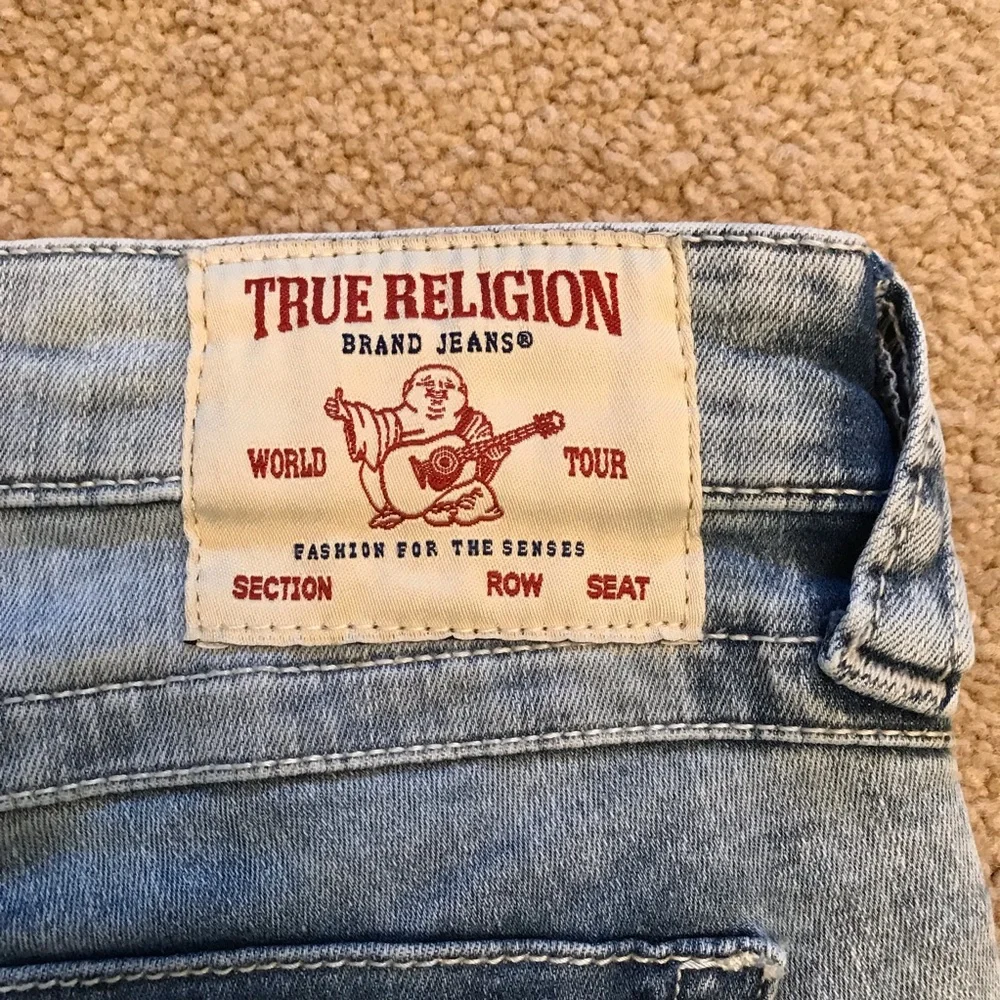 TRUE RELIGION
BRAND JEANS®
WORLD TOUR
FASHION FOR THE SENSES
SECTION ROW SEAT